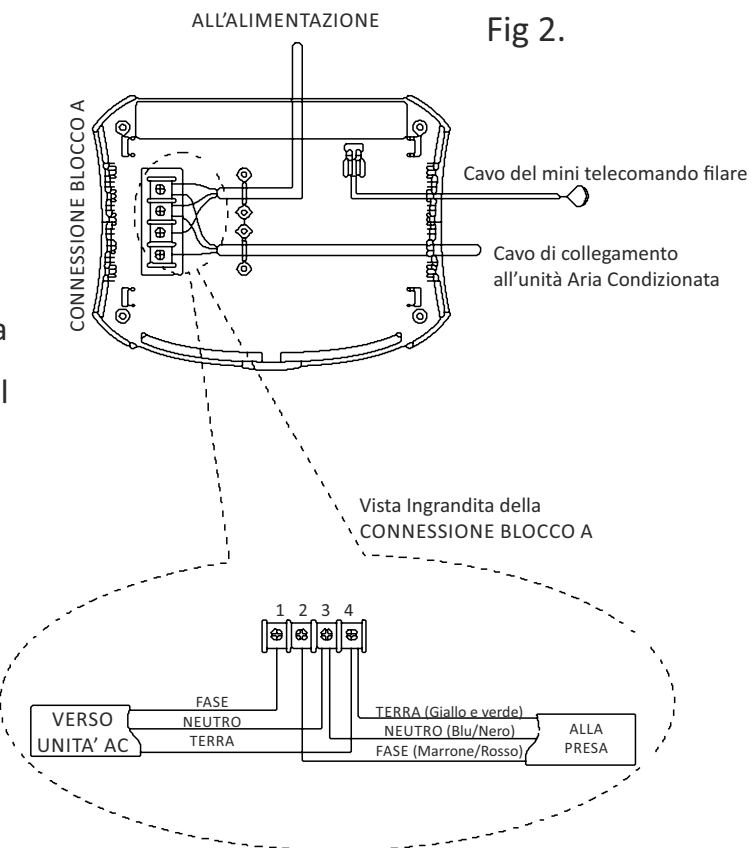 ALL'ALIMENTAZIONE
Fig 2.
CONNESSIONE BLOCCO A
Cavo del mini telecomando filare
Cavo di collegamento
all'unità Aria Condizionata
a
l
Vista Ingrandita della
CONNESSIONE BLOCCO A
1 2 3 4
FASE
NEUTRO
TERRA
VERSO
UNITA' AC
TERRA (Giallo e verde)
NEUTRO (Blu/Nero)
FASE (Marrone/Rosso)
ALLA
PRESA